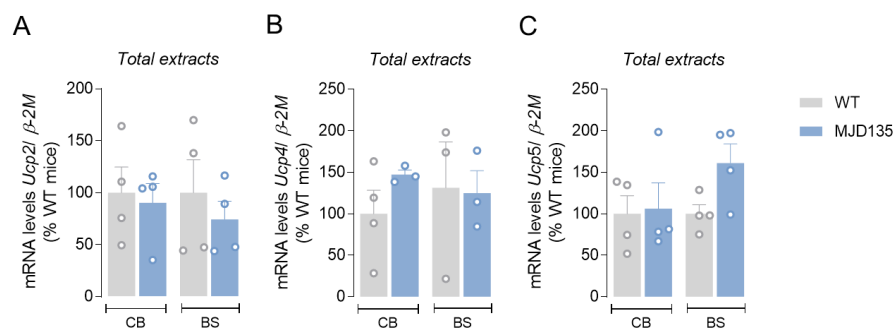 A
Total extracts
mRNA levels Ucp2/ β-2M
(% WT mice)
200
150
100
50
0
CB
BS
B
Total extracts
mRNA levels Ucp4/ β-2M
(% WT mice)
250
200
150
100
50
0
CB
BS
C
Total extracts
mRNA levels Ucp5/ β-2M
(% WT mice)
250
200
150
100
50
0
CB
BS
WT
MJD135